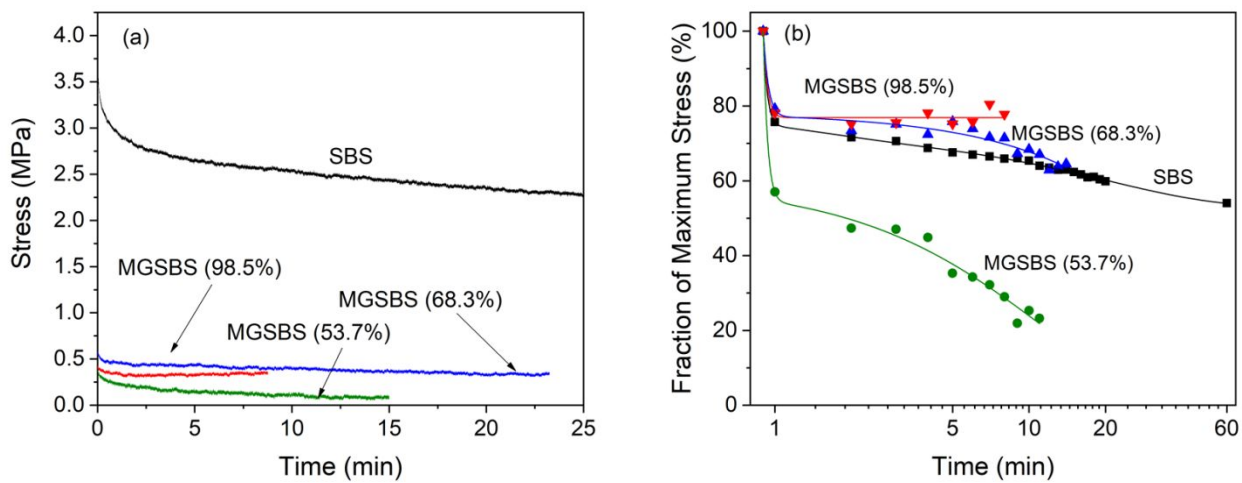 (a)
Stress (MPa)
4.0
3.5
3.0
2.5
2.0
1.5
1.0
0.5
0.0
SBS
MGSBS (98.5%)
MGSBS (68.3%)
MGSBS (53.7%)
0 5 10 15 20 25
Time (min)
(b)
Fraction of Maximum Stress (%)
100
80
60
40
20
0
MGSBS (98.5%)
MGSBS (68.3%)
SBS
MGSBS (53.7%)
1 5 10 20 60
Time (min)